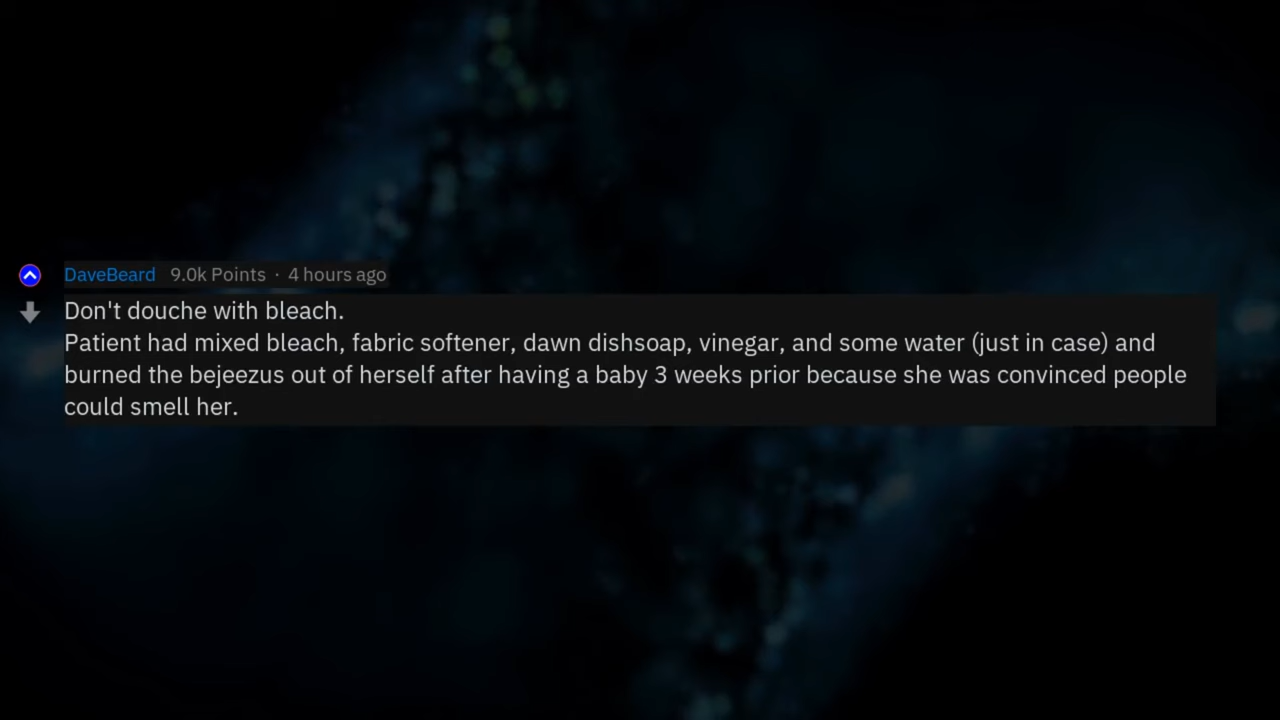 DaveBeard 9.0k Points · 4 hours ago
Don't douche with bleach.
Patient had mixed bleach, fabric softener, dawn dishsoap, vinegar, and some water (just in case) and
burned the bejeezus out of herself after having a baby 3 weeks prior because she was convinced people
could smell her.